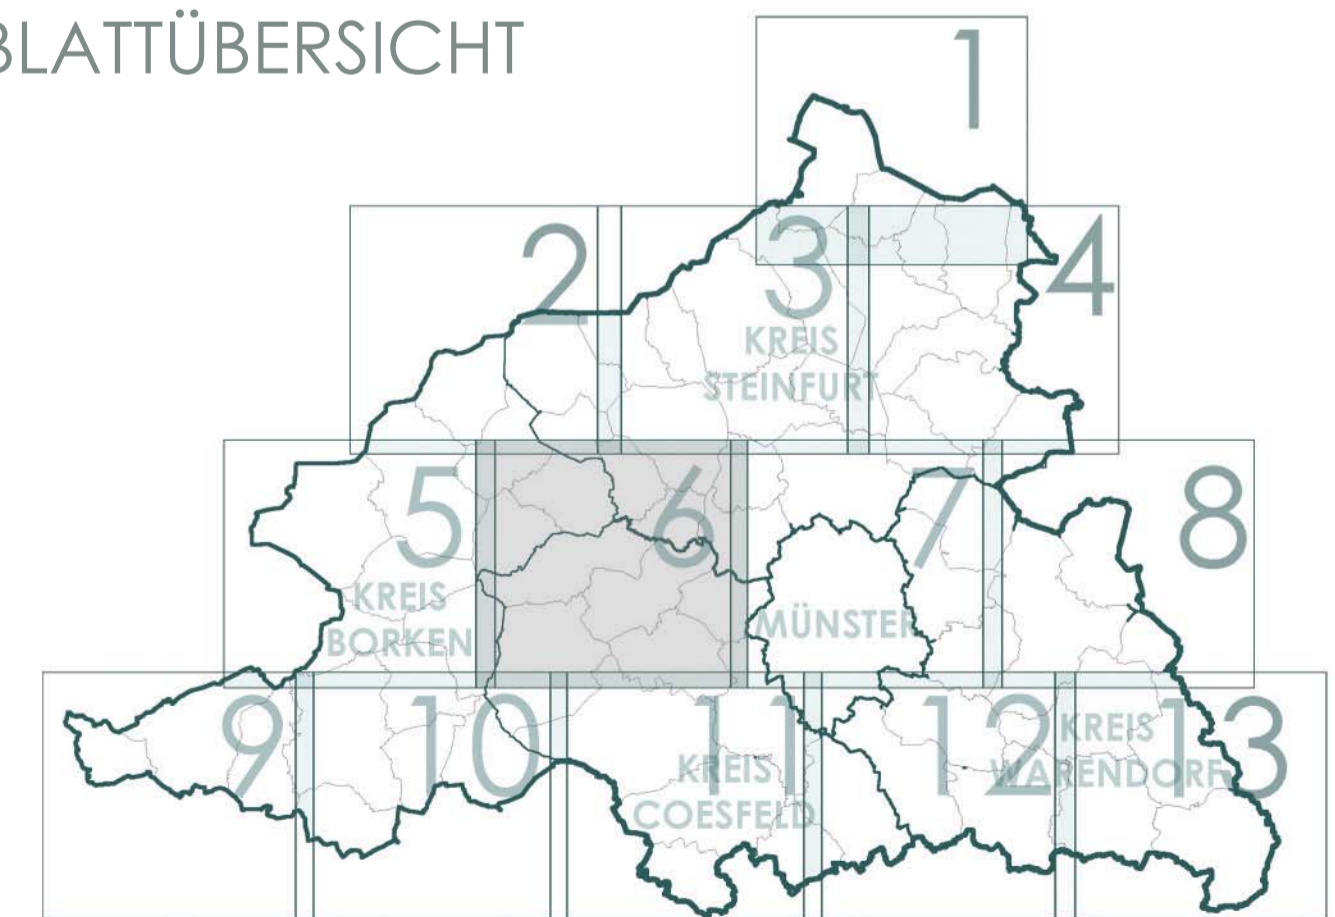 BLATTÜBERSICHT
1
2
3
4
KREIS
STEINFURT
5
6
7
8
KREIS
BORKEN
MÜNSTER
9
10
11
12
13
KREIS
COESFELD
KREIS
WARENDORF